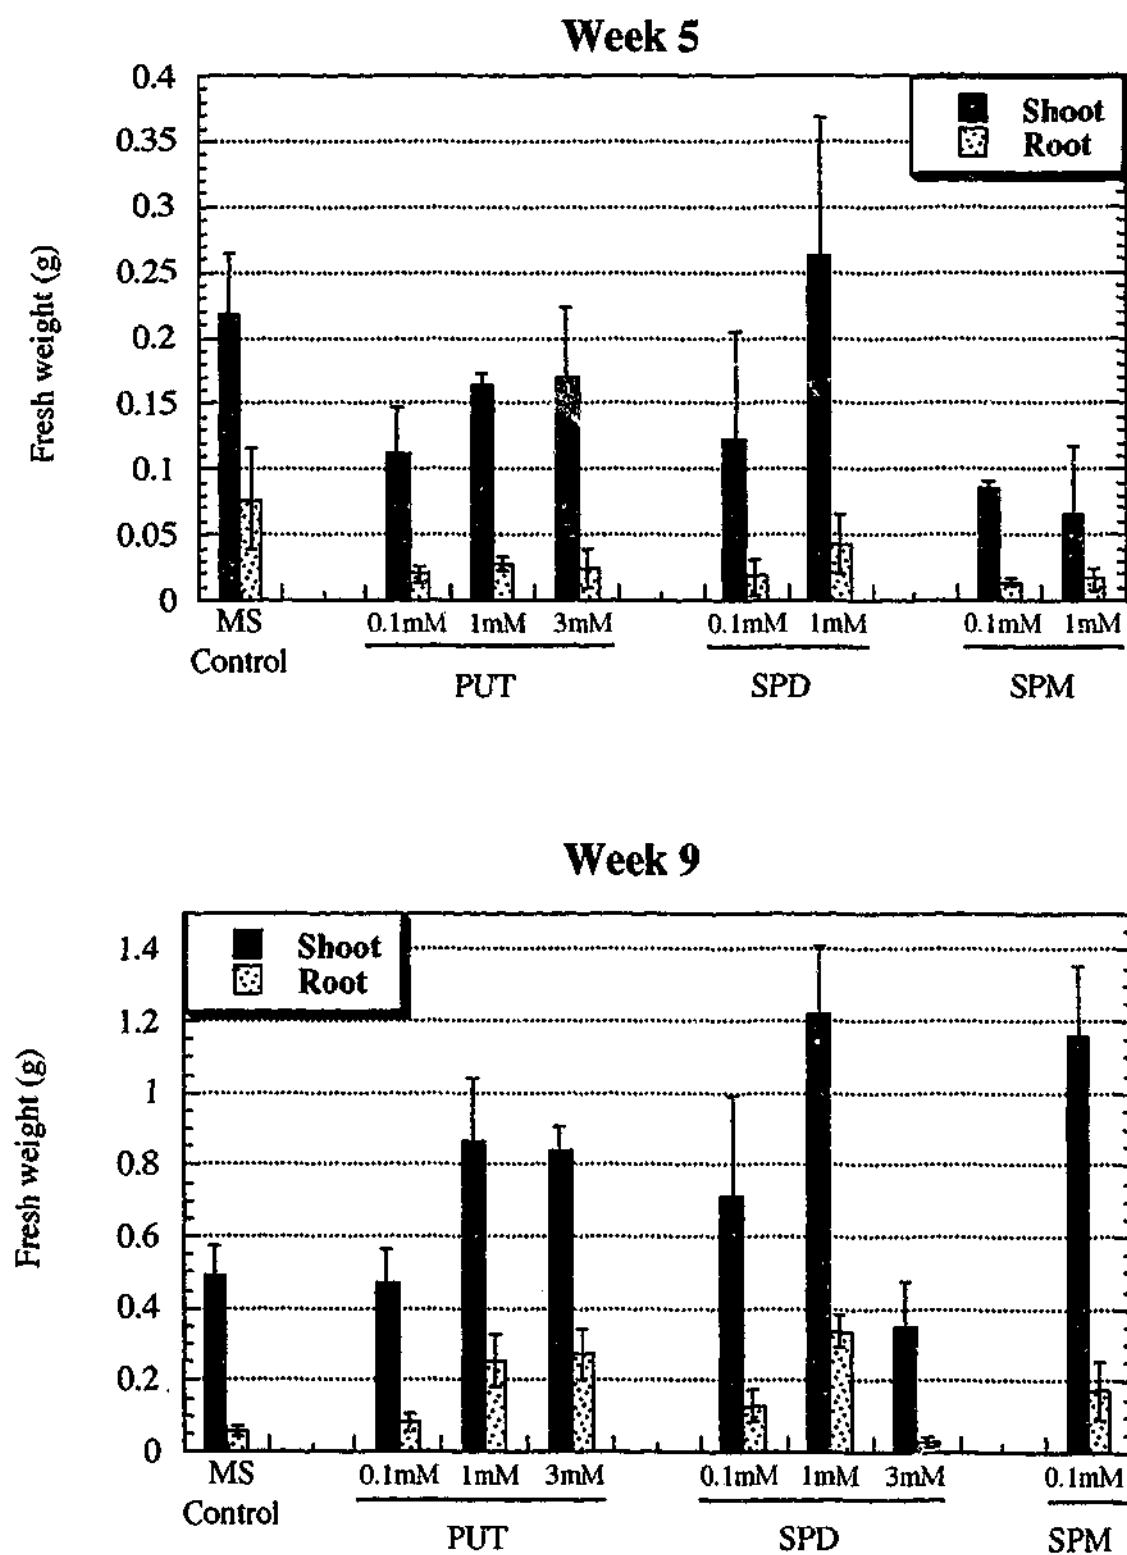 Week 5
0.4
0.35
0.3
0.25
0.2
0.15
0.1
0.05
0
Fresh weight (g)
Shoot
Root
MS
Control
0.1mM 1mM 3mM
PUT
0.1mM 1mM
SPD
0.1mM 1mM
SPM
Week 9
1.4
1.2
1
0.8
0.6
0.4
0.2
0
Fresh weight (g)
Shoot
Root
MS
Control
0.1mM 1mM 3mM
PUT
0.1mM 1mM 3mM
SPD
0.1mM
SPM